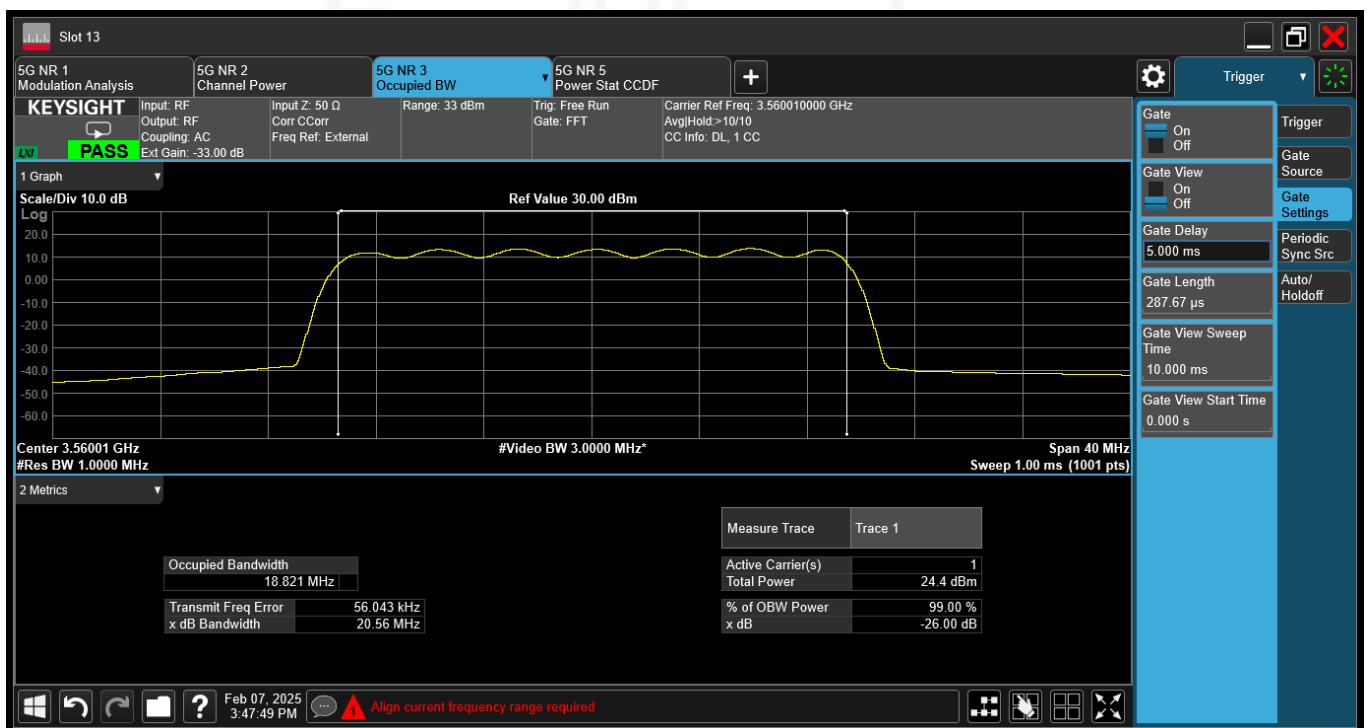 Slot 13
5G NR 1
Modulation Analysis
5G NR 2
Channel Power
5G NR 3
Occupied BW
5G NR 5
Power Stat CCDF
+
Trigger
KEYSIGHT
LXI
PASS
Input: RF
Output: RF
Coupling: AC
Ext Gain: -33.00 dB
Input Z: 50 Ω
Corr CCorr
Freq Ref: External
Range: 33 dBm
Trig: Free Run
Gate: FFT
Carrier Ref Freq: 3.560010000 GHz
Avg|Hold:>10/10
CC Info: DL, 1 CC
1 Graph
Scale/Div 10.0 dB
Ref Value 30.00 dBm
Log
20.0
10.0
0.00
-10.0
-20.0
-30.0
-40.0
-50.0
-60.0
Center 3.56001 GHz
#Video BW 3.0000 MHz*
Span 40 MHz
#Res BW 1.0000 MHz
Sweep 1.00 ms (1001 pts)
2 Metrics
Measure Trace
Trace 1
Occupied Bandwidth
18.821 MHz
Transmit Freq Error
56.043 kHz
x dB Bandwidth
20.56 MHz
Active Carrier(s)
1
Total Power
24.4 dBm
% of OBW Power
99.00 %
x dB
-26.00 dB
Gate
On
Off
Gate View
On
Off
Gate Delay
5.000 ms
Gate Length
287.67 µs
Gate View Sweep
Time
10.000 ms
Gate View Start Time
0.000 s
Trigger
Gate
Source
Gate
Settings
Periodic
Sync Src
Auto/
Holdoff
?
Feb 07, 2025
3:47:49 PM
1
Align current frequency range required